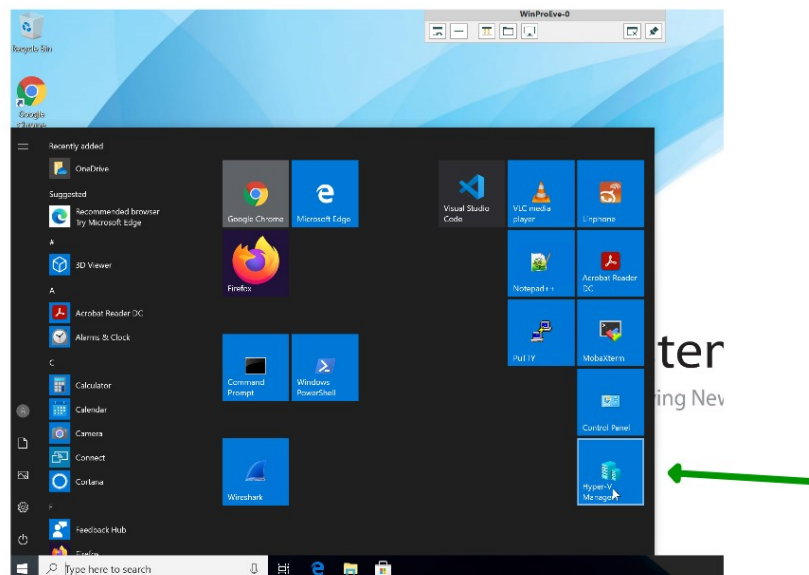 WinProEve-0
Recycle Bin
Google
Chrome
Recently added
OneDrive
Suggested
Recommended browser
Try Microsoft Edge
#
3D Viewer
A
Acrobat Reader DC
Alarms & Clock
C
Calculator
Calendar
Camera
Connect
Cortana
F
Feedback Hub
Firefox
Google Chrome
Microsoft Edge
Firefox
Command
Prompt
Windows
PowerShell
Wireshark
Visual Studio
Code
VLC media
player
Linphone
Notepad++
Acrobat Reader
DC
PuTTY
MobaXterm
Control Panel
Hyper-V
Manager
ter
ing Nev
Type here to search